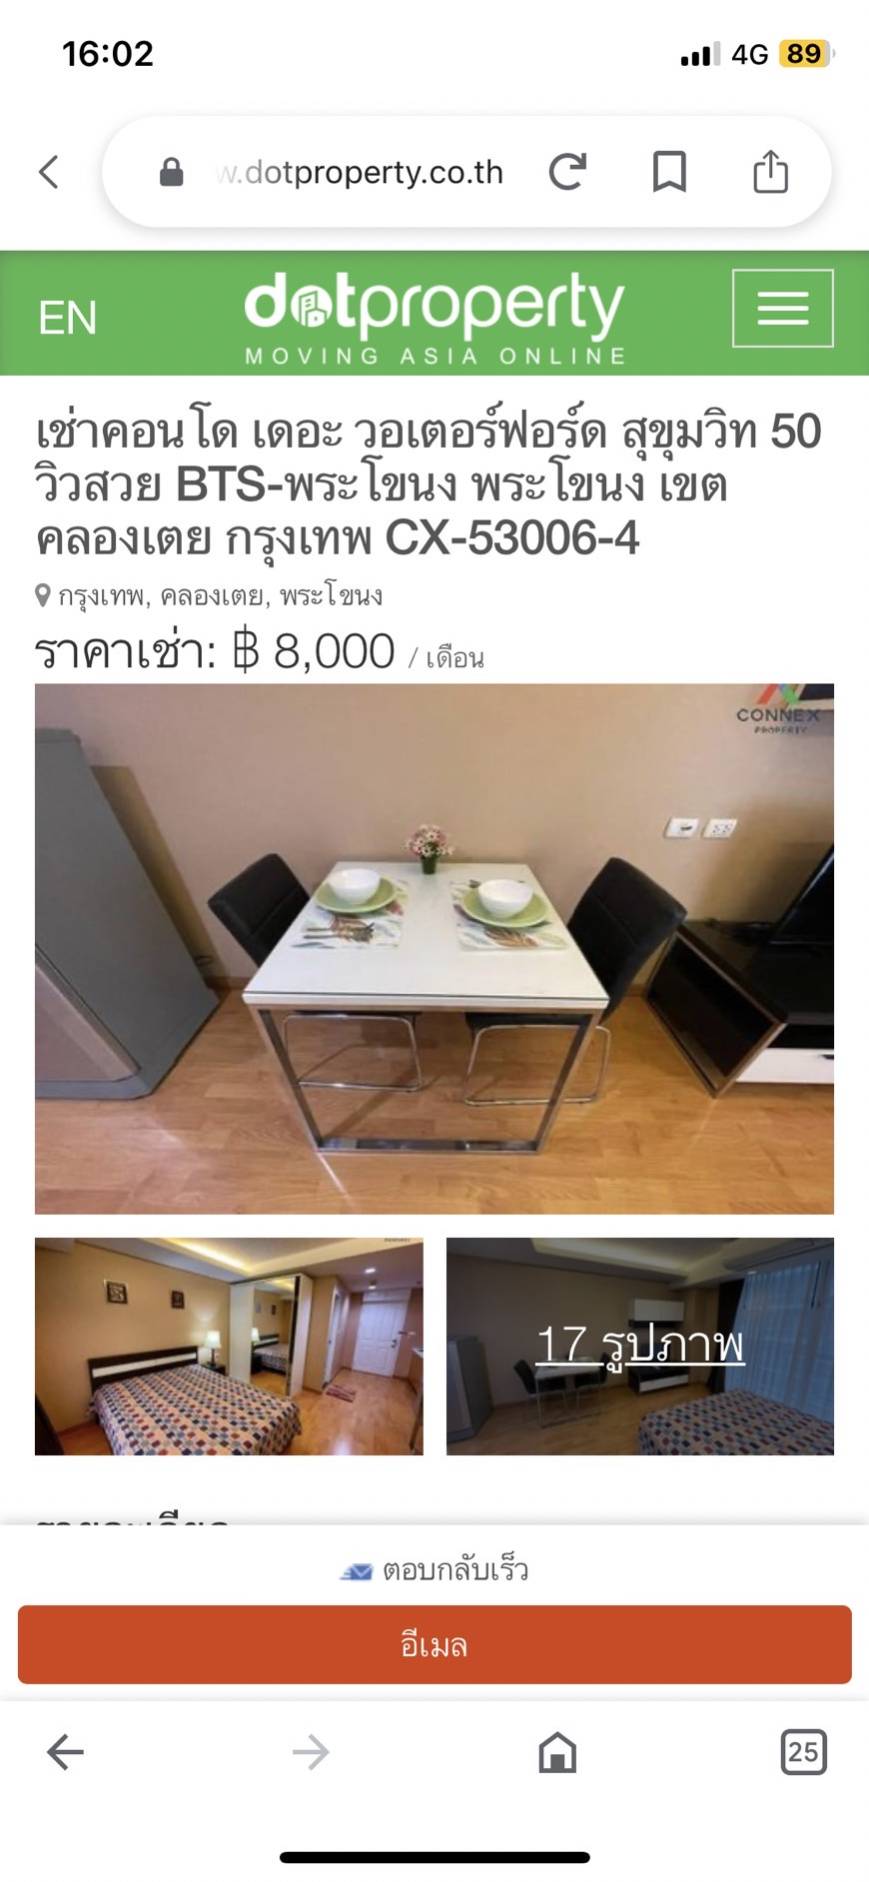 16:02
4G 89
w.dotproperty.co.th
EN
dotproperty
MOVING ASIA ONLINE
เช่าคอนโด เดอะ วอเตอร์ฟอร์ด สุขุมวิท 50
วิวสวย BTS-พระโขนง พระโขนง เขต
คลองเตย กรุงเทพ CX-53006-4
กรุงเทพ, คลองเตย, พระโขนง
ราคาเช่า: ฿ 8,000 / เดือน
CONNEX
PROPERTY
17 รูปภาพ
ตอบกลับเร็ว
อีเมล
25